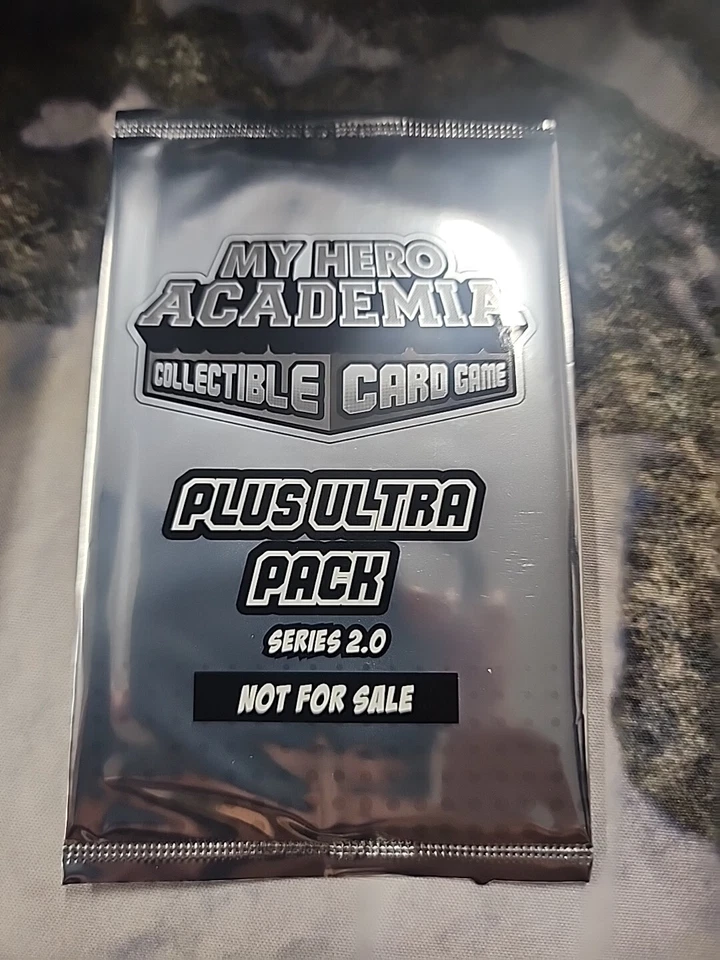 MY HERO
ACADEMIA
COLLECTIBLE CARD GAME
PLUS ULTRA
PACK
SERIES 2.0
NOT FOR SALE